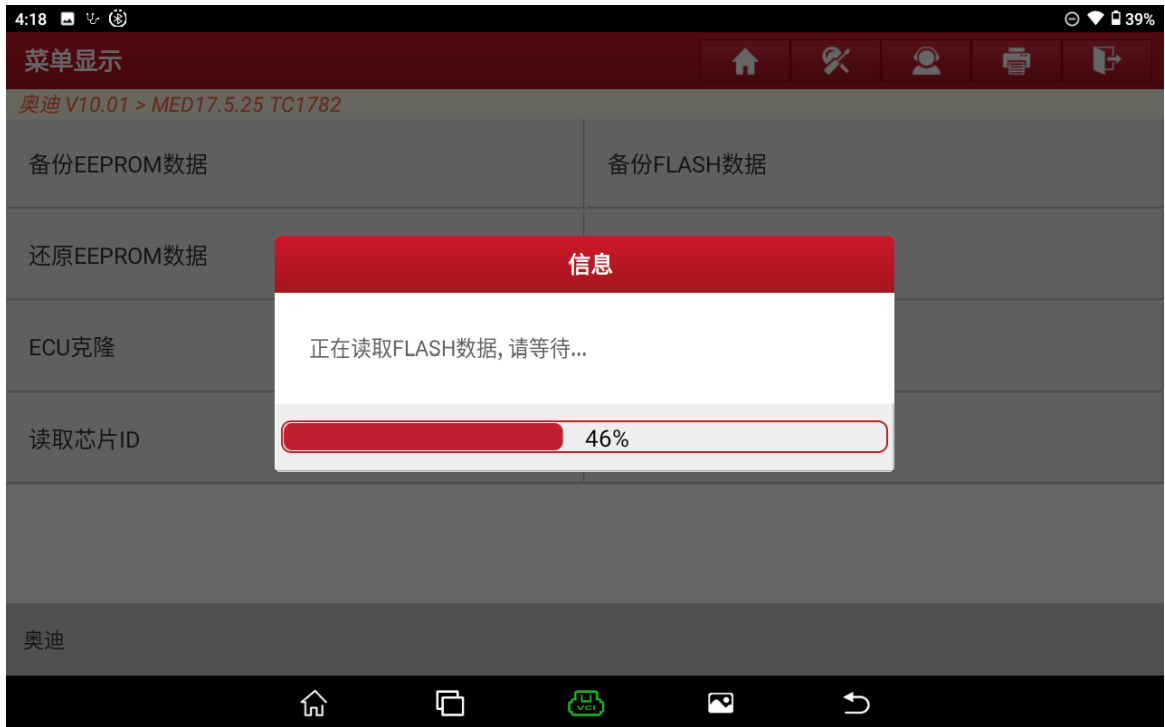 4:18
39%
菜单显示
奥迪 V10.01 > MED17.5.25 TC1782
备份EEPROM数据
备份FLASH数据
还原EEPROM数据
信息
ECU克隆
正在读取FLASH数据, 请等待...
读取芯片ID
46%
奥迪
VCI